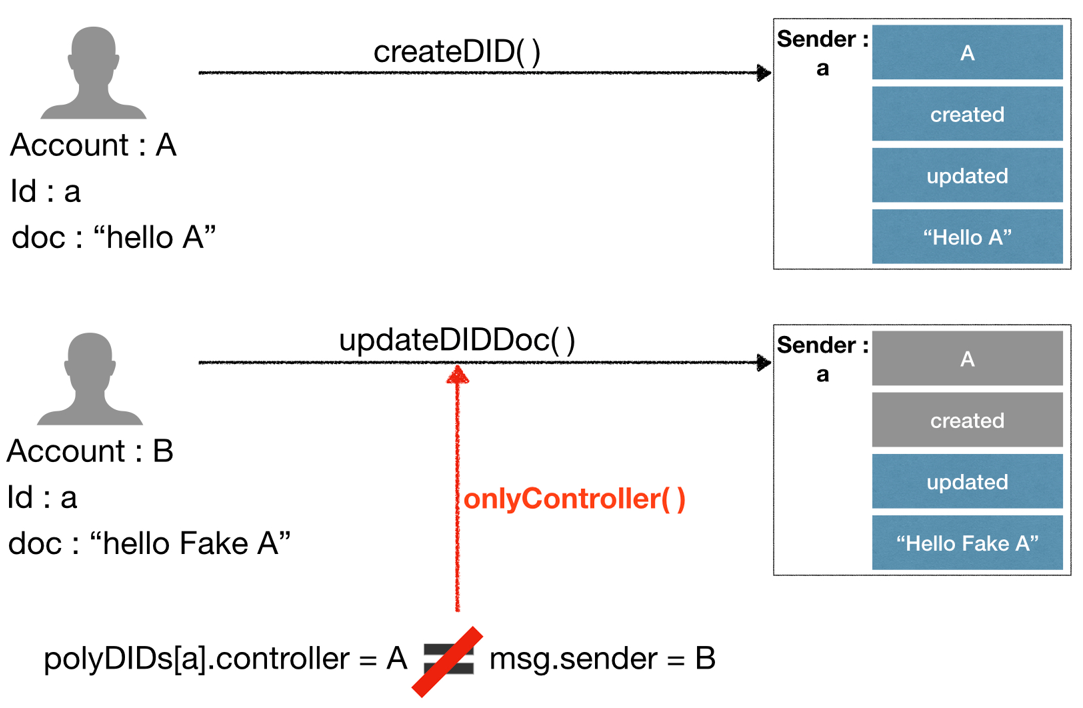 createDID( )
Sender :
a
A
created
updated
“Hello A”
Account : A
Id : a
doc : “hello A”
updateDIDDoc( )
Sender :
a
A
created
updated
“Hello Fake A”
Account : B
Id : a
doc : “hello Fake A”
onlyController( )
polyDIDs[a].controller = A = msg.sender = B